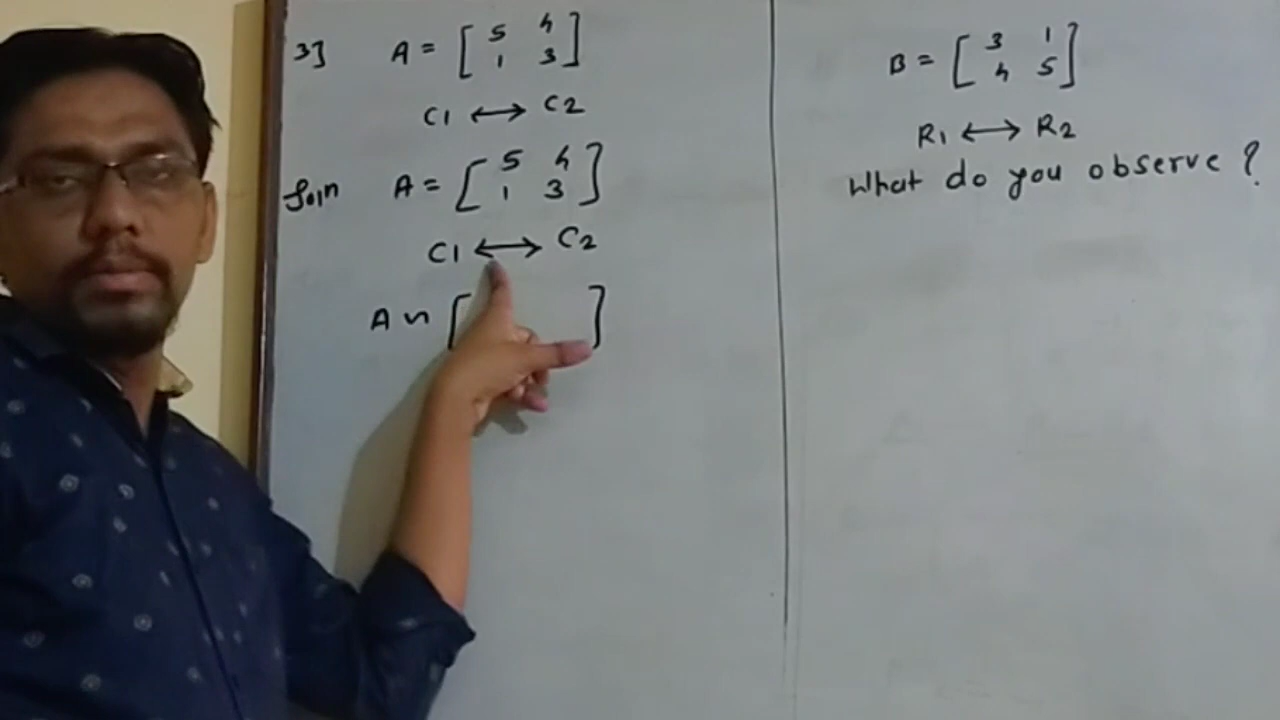 3] A = [ 5 4
1 3 ]
C1 ↔ C2
Soln A = [ 5 4
1 3 ]
C1 ↔ C2
A ~ [ ]
B = [ 3 1
4 5 ]
R1 ↔ R2
What do you observe ?